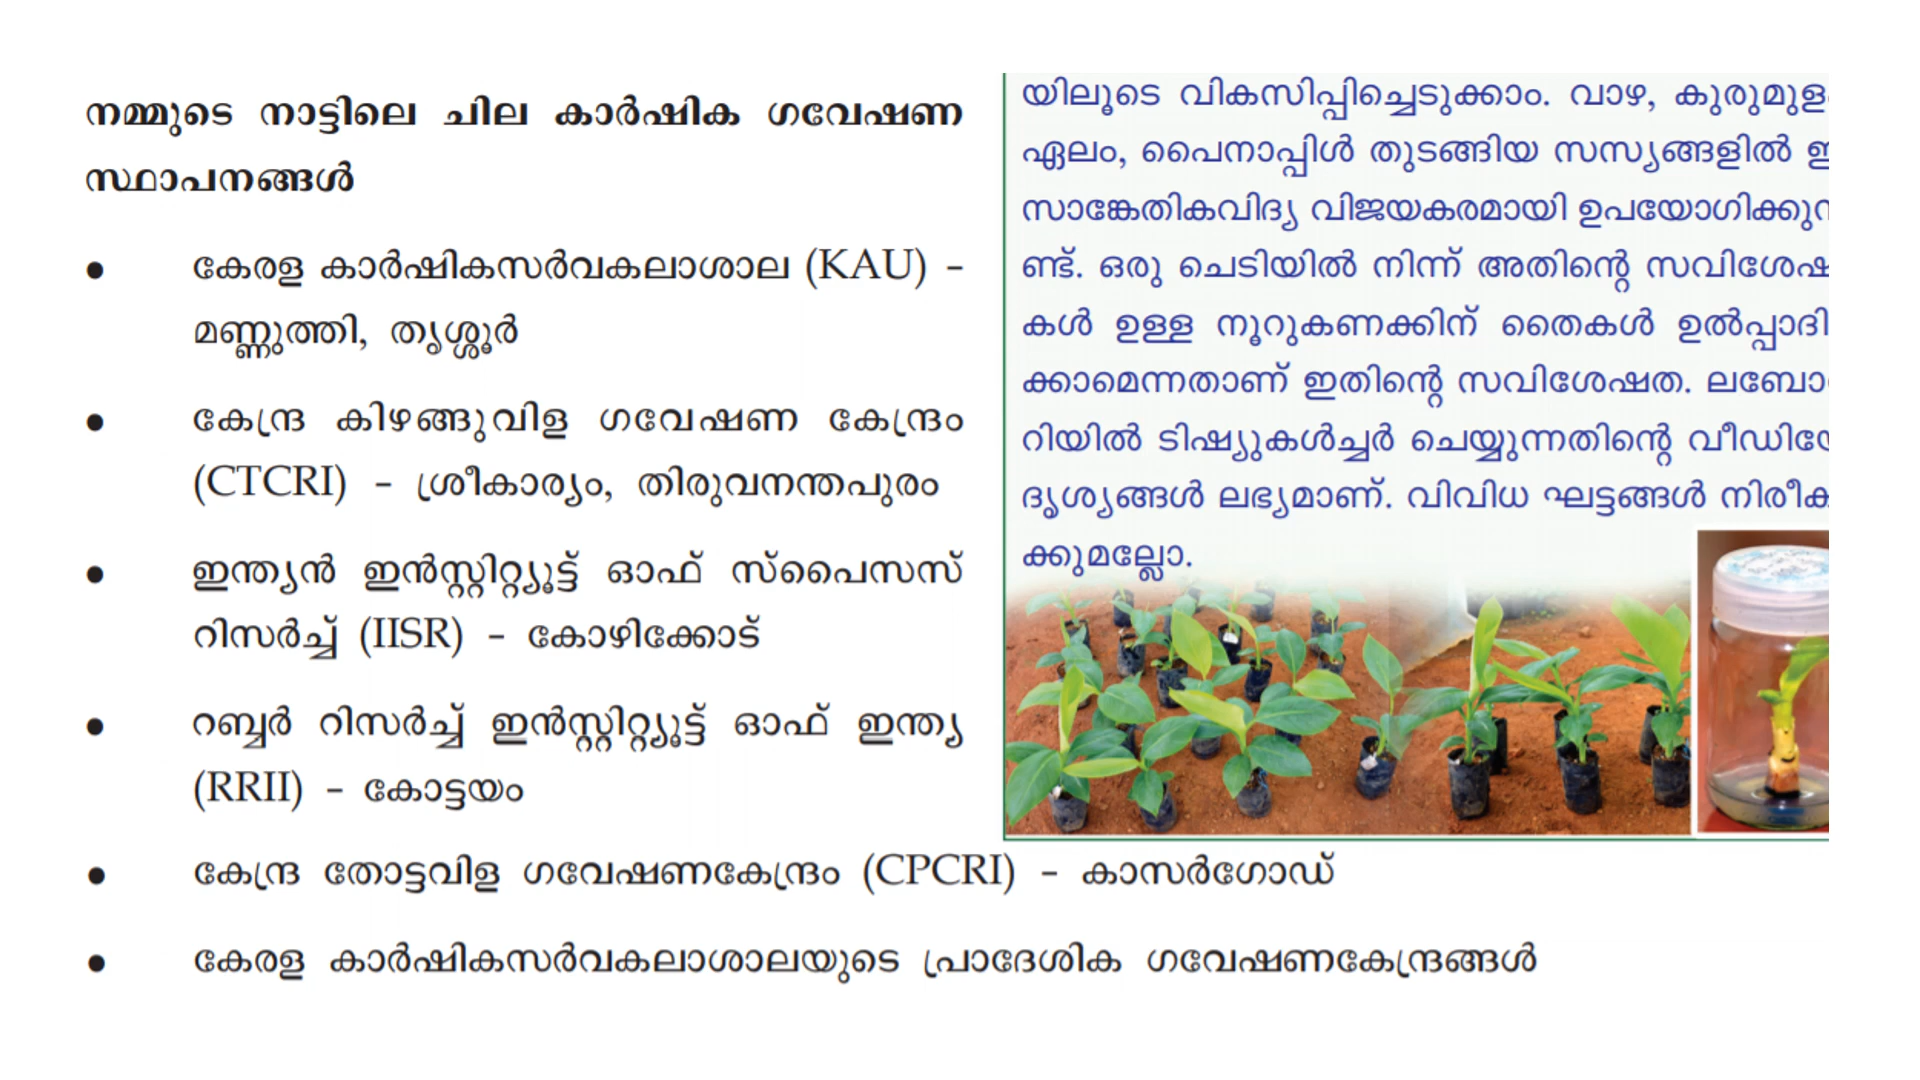 നമ്മുടെ നാട്ടിലെ ചില കാർഷിക ഗവേഷണ
സ്ഥാപനങ്ങൾ
● കേരള കാർഷികസർവകലാശാല (KAU) –
മണ്ണുത്തി, തൃശ്ശൂർ
● കേന്ദ്ര കിഴങ്ങുവിള ഗവേഷണ കേന്ദ്രം
(CTCRI) – ശ്രീകാര്യം, തിരുവനന്തപുരം
● ഇന്ത്യൻ ഇൻസ്റ്റിറ്റ്യൂട്ട് ഓഫ് സ്പൈസസ്
റിസർച്ച് (IISR) – കോഴിക്കോട്
● റബ്ബർ റിസർച്ച് ഇൻസ്റ്റിറ്റ്യൂട്ട് ഓഫ് ഇന്ത്യ
(RRII) – കോട്ടയം
● കേന്ദ്ര തോട്ടവിള ഗവേഷണകേന്ദ്രം (CPCRI) – കാസർഗോഡ്
● കേരള കാർഷികസർവകലാശാലയുടെ പ്രാദേശിക ഗവേഷണകേന്ദ്രങ്ങൾ
യിലൂടെ വികസിപ്പിച്ചെടുക്കാം. വാഴ,
ഏലം, പൈനാപ്പിൾ തുടങ്ങിയ സസ്യങ്ങളിൽ
സാങ്കേതികവിദ്യ വിജയകരമായി
ണ്ട്. ഒരു ചെടിയിൽ നിന്ന് അതിന്റെ
കൾ ഉള്ള നൂറുകണക്കിന് തൈകൾ ഉൽപ്പാദി
ക്കാമെന്നതാണ് ഇതിന്റെ സവിശേഷത.
റിയിൽ ടിഷ്യുകൾച്ചർ ചെയ്യുന്നതിന്റെ
ദൃശ്യങ്ങൾ ലഭ്യമാണ്. വിവിധ ഘട്ടങ്ങൾ
ക്കുമല്ലോ.